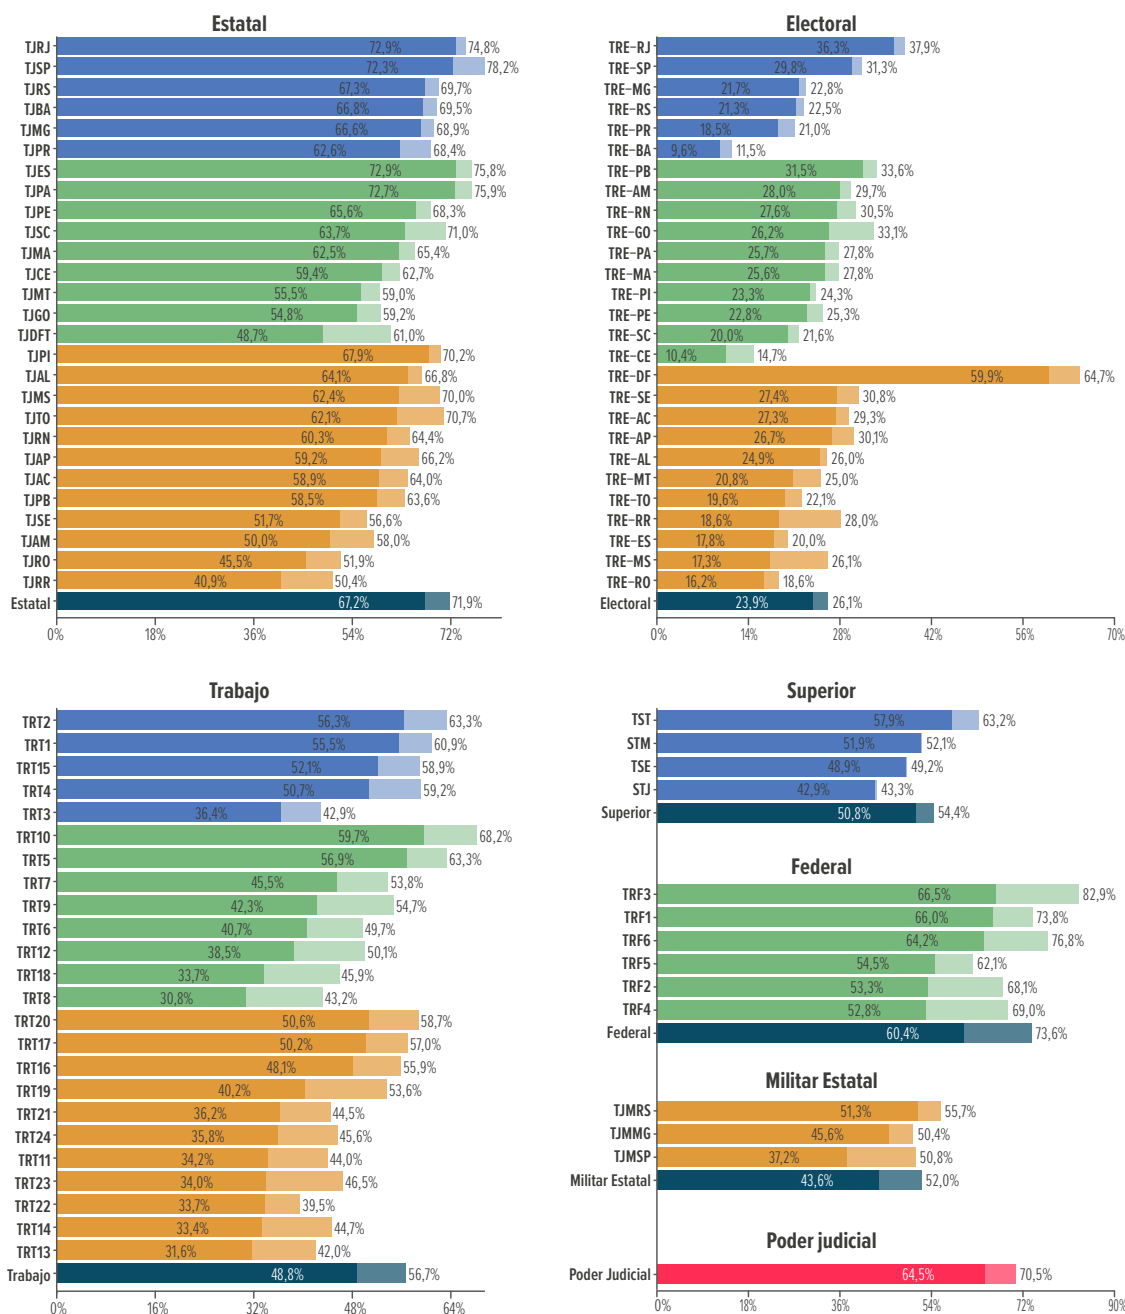 Estatal
TJRJ 72,9% 74,8%
TJSP 72,3% 78,2%
TJRS 67,3% 69,7%
TJBA 66,8% 69,5%
TJMG 66,6% 68,9%
TJPR 62,6% 68,4%
TJES 72,9% 75,8%
TJPA 72,7% 75,9%
TJPE 65,6% 68,3%
TJSC 63,7% 71,0%
TJMA 62,5% 65,4%
TJCE 59,4% 62,7%
TJMT 55,5% 59,0%
TJGO 54,8% 59,2%
TJDFT 48,7% 61,0%
TJPI 67,9% 70,2%
TJAL 64,1% 66,8%
TJMS 62,4% 70,0%
TJTO 62,1% 70,7%
TJRN 60,3% 64,4%
TJAP 59,2% 66,2%
TJAC 58,9% 64,0%
TJPB 58,5% 63,6%
TJSE 51,7% 56,6%
TJAM 50,0% 58,0%
TJRO 45,5% 51,9%
TJRR 40,9% 50,4%
Estatal 67,2% 71,9%
0% 18% 36% 54% 72%
Electoral
TRE-RJ 36,3% 37,9%
TRE-SP 29,8% 31,3%
TRE-MG 21,7% 22,8%
TRE-RS 21,3% 22,5%
TRE-PR 18,5% 21,0%
TRE-BA 9,6% 11,5%
TRE-PB 31,5% 33,6%
TRE-AM 28,0% 29,7%
TRE-RN 27,6% 30,5%
TRE-GO 26,2% 33,1%
TRE-PA 25,7% 27,8%
TRE-MA 25,6% 27,8%
TRE-PI 23,3% 24,3%
TRE-PE 22,8% 25,3%
TRE-SC 20,0% 21,6%
TRE-CE 10,4% 14,7%
TRE-DF 59,9% 64,7%
TRE-SE 27,4% 30,8%
TRE-AC 27,3% 29,3%
TRE-AP 26,7% 30,1%
TRE-AL 24,9% 26,0%
TRE-MT 20,8% 25,0%
TRE-TO 19,6% 22,1%
TRE-RR 18,6% 28,0%
TRE-ES 17,8% 20,0%
TRE-MS 17,3% 26,1%
TRE-RO 16,2% 18,6%
Electoral 23,9% 26,1%
0% 14% 28% 42% 56% 70%
Trabajo
TRT2 56,3% 63,3%
TRT1 55,5% 60,9%
TRT15 52,1% 58,9%
TRT4 50,7% 59,2%
TRT3 36,4% 42,9%
TRT10 59,7% 68,2%
TRT5 56,9% 63,3%
TRT7 45,5% 53,8%
TRT9 42,3% 54,7%
TRT6 40,7% 49,7%
TRT12 38,5% 50,1%
TRT18 33,7% 45,9%
TRT8 30,8% 43,2%
TRT20 50,6% 58,7%
TRT17 50,2% 57,0%
TRT16 48,1% 55,9%
TRT19 40,2% 53,6%
TRT21 36,2% 44,5%
TRT24 35,8% 45,6%
TRT11 34,2% 44,0%
TRT23 34,0% 46,5%
TRT22 33,7% 39,5%
TRT14 33,4% 44,7%
TRT13 31,6% 42,0%
Trabajo 48,8% 56,7%
0% 16% 32% 48% 64%
Superior
TST 57,9% 63,2%
STM 51,9% 52,1%
TSE 48,9% 49,2%
STJ 42,9% 43,3%
Superior 50,8% 54,4%
Federal
TRF3 66,5% 82,9%
TRF1 66,0% 73,8%
TRF6 64,2% 76,8%
TRF5 54,5% 62,1%
TRF2 53,3% 68,1%
TRF4 52,8% 69,0%
Federal 60,4% 73,6%
Militar Estatal
TJMRS 51,3% 55,7%
TJMMG 45,6% 50,4%
TJMSP 37,2% 50,8%
Militar Estatal 43,6% 52,0%
Poder judicial
Poder Judicial 64,5% 70,5%
0% 18% 36% 54% 72% 90%